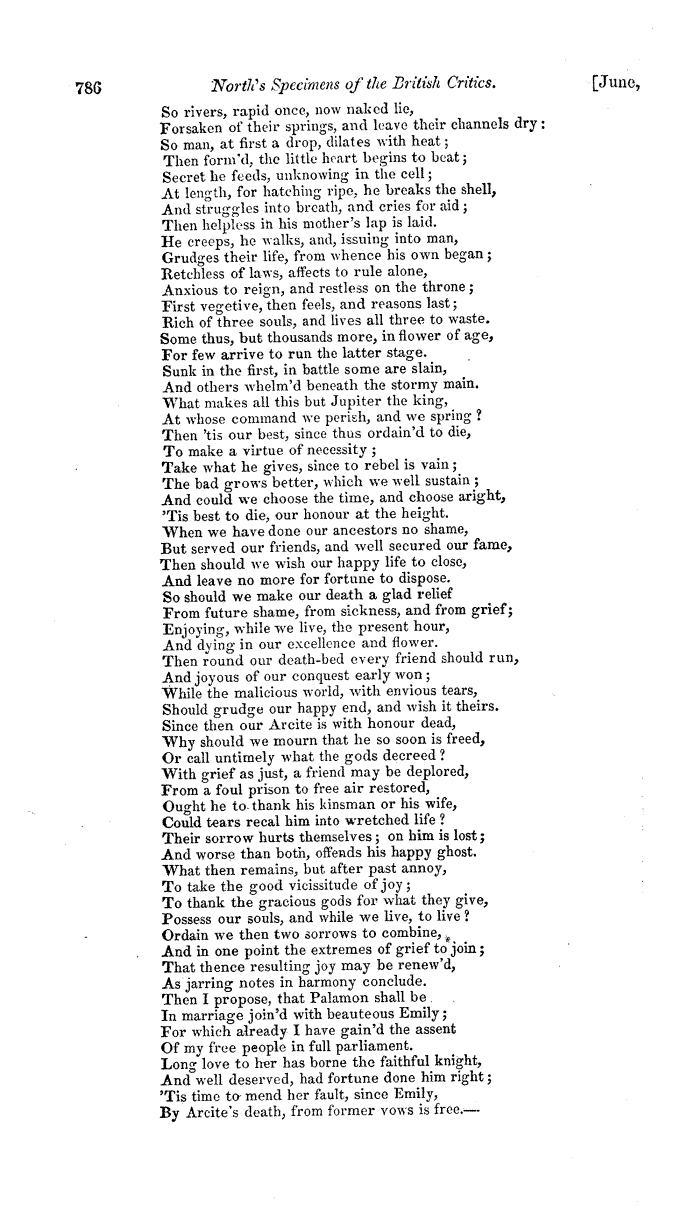 786 North's Specimens of the British Critics. [June,
So rivers, rapid once, now naked lie,
Forsaken of their springs, and leave their channels dry:
So man, at first a drop, dilates with heat;
Then form'd, the little heart begins to beat;
Secret he feeds, unknowing in the cell;
At length, for hatching ripe, he breaks the shell,
And struggles into breath, and cries for aid;
Then helpless in his mother's lap is laid.
He creeps, he walks, and, issuing into man,
Grudges their life, from whence his own began;
Retchless of laws, affects to rule alone,
Anxious to reign, and restless on the throne;
First vegetive, then feels, and reasons last;
Rich of three souls, and lives all three to waste.
Some thus, but thousands more, in flower of age,
For few arrive to run the latter stage.
Sunk in the first, in battle some are slain,
And others whelm'd beneath the stormy main.
What makes all this but Jupiter the king,
At whose command we perish, and we spring?
Then 'tis our best, since thus ordain'd to die,
To make a virtue of necessity;
Take what he gives, since to rebel is vain;
The bad grows better, which we well sustain;
And could we choose the time, and choose aright,
'Tis best to die, our honour at the height.
When we have done our ancestors no shame,
But served our friends, and well secured our fame,
Then should we wish our happy life to close,
And leave no more for fortune to dispose.
So should we make our death a glad relief
From future shame, from sickness, and from grief;
Enjoying, while we live, the present hour,
And dying in our excellence and flower.
Then round our death-bed every friend should run,
And joyous of our conquest early won;
While the malicious world, with envious tears,
Should grudge our happy end, and wish it theirs.
Since then our Arcite is with honour dead,
Why should we mourn that he so soon is freed,
Or call untimely what the gods decreed?
With grief as just, a friend may be deplored,
From a foul prison to free air restored,
Ought he to thank his kinsman or his wife,
Could tears recal him into wretched life?
Their sorrow hurts themselves; on him is lost;
And worse than both, offends his happy ghost.
What then remains, but after past annoy,
To take the good vicissitude of joy;
To thank the gracious gods for what they give,
Possess our souls, and while we live, to live?
Ordain we then two sorrows to combine,
And in one point the extremes of grief to join;
That thence resulting joy may be renew'd,
As jarring notes in harmony conclude.
Then I propose, that Palamon shall be
In marriage join'd with beauteous Emily;
For which already I have gain'd the assent
Of my free people in full parliament.
Long love to her has borne the faithful knight,
And well deserved, had fortune done him right;
'Tis time to mend her fault, since Emily,
By Arcite's death, from former vows is free.—